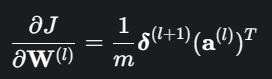 ∂J/∂𝐖^(l) = 1/m 𝜹^(l+1)(𝐚^(l))^T